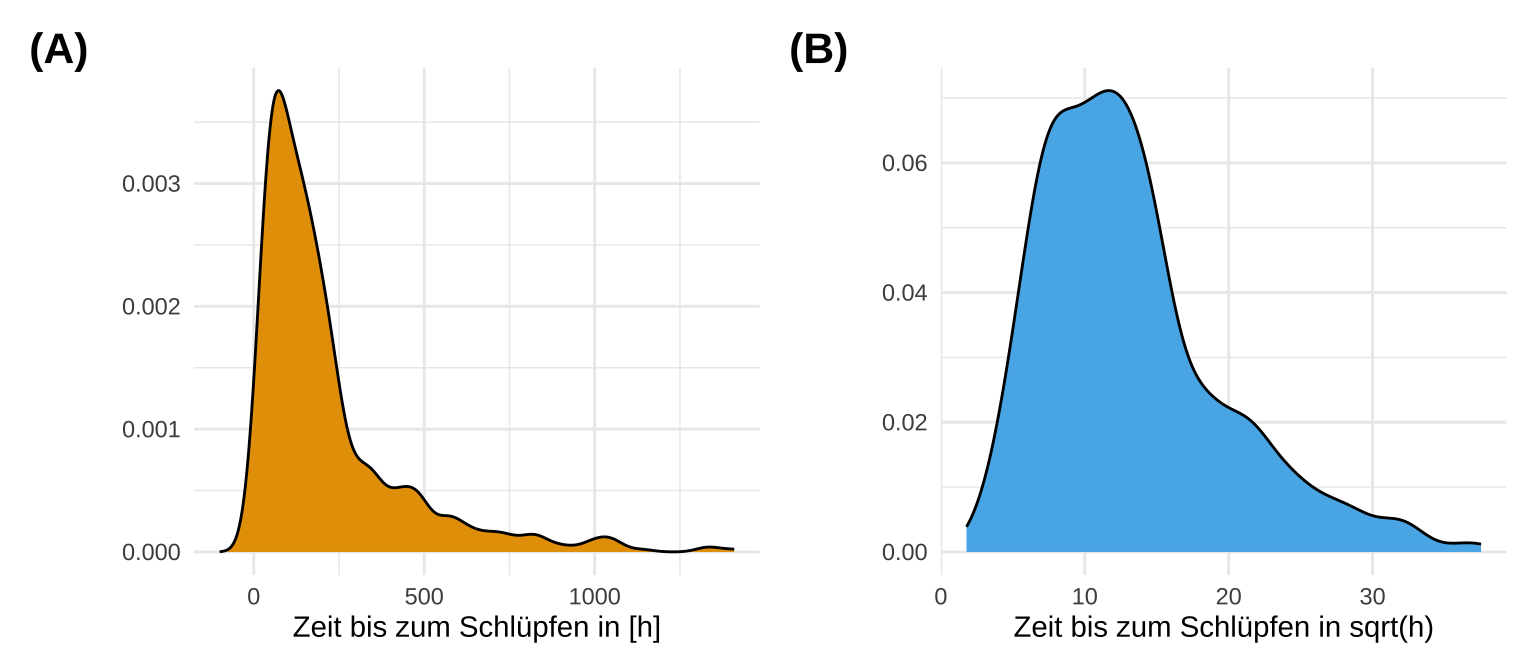 (A)
0.003
0.002
0.001
0.000
0 500 1000
Zeit bis zum Schlüpfen in [h]
(B)
0.06
0.04
0.02
0.00
0 10 20 30
Zeit bis zum Schlüpfen in sqrt(h)